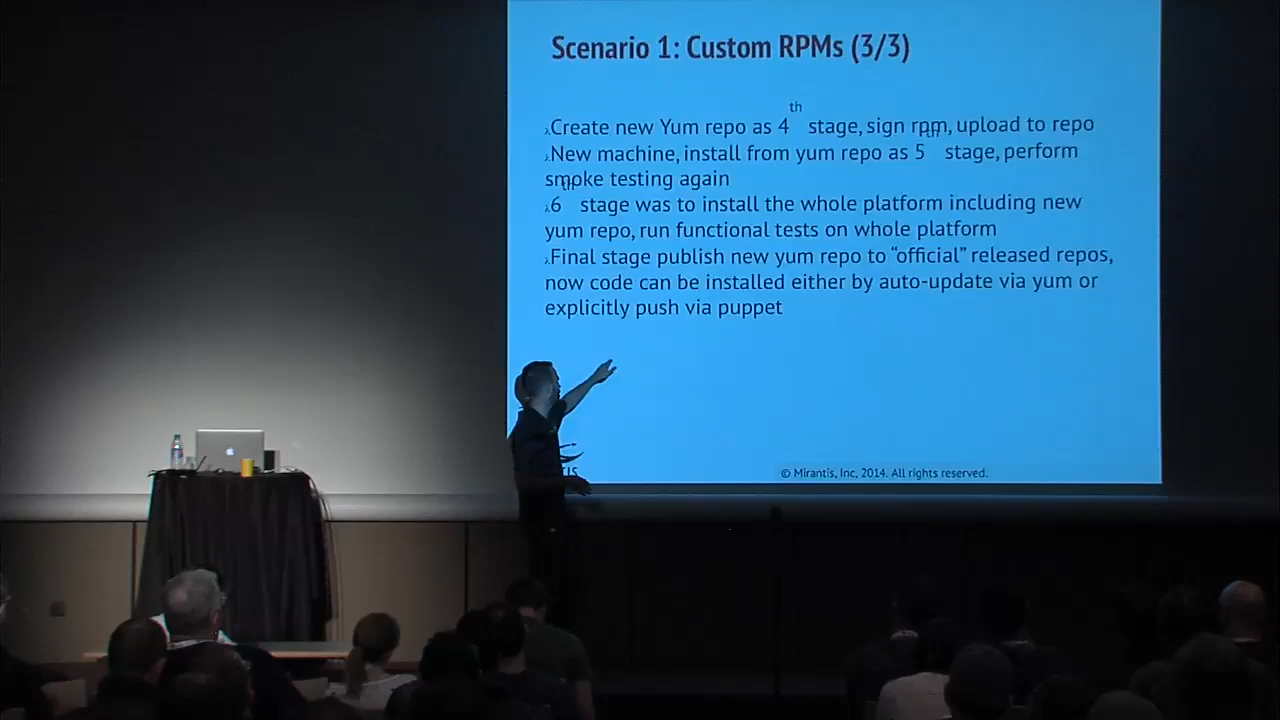 Scenario 1: Custom RPMs (3/3)
Create new Yum repo as 4th stage, sign rpm, upload to repo
New machine, install from yum repo as 5th stage, perform
smoke testing again
6th stage was to install the whole platform including new
yum repo, run functional tests on whole platform
Final stage publish new yum repo to “official” released repos,
now code can be installed either by auto-update via yum or
explicitly push via puppet
TIS
© Mirantis, Inc, 2014. All rights reserved.